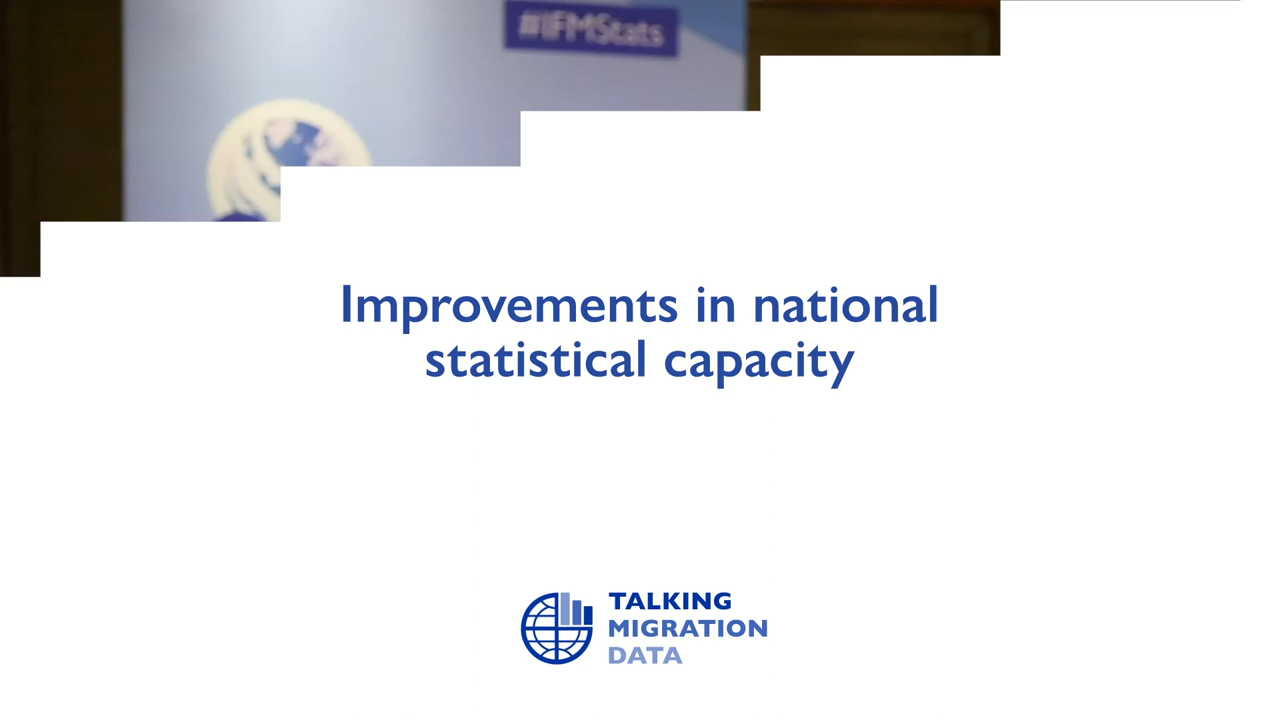 #IFMStats
Improvements in national
statistical capacity
TALKING
MIGRATION
DATA